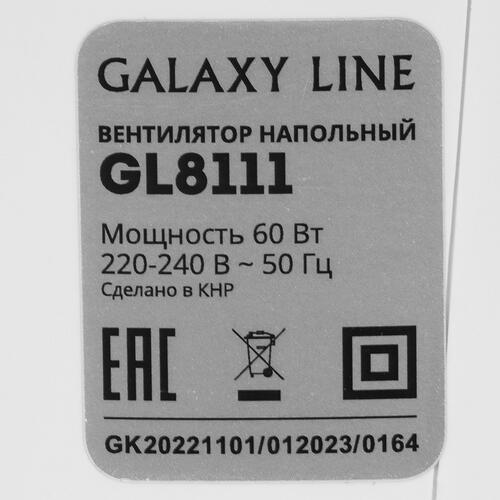 GALAXY LINE
ВЕНТИЛЯТОР НАПОЛЬНЫЙ
GL8111
Мощность 60 Вт
220-240 В ~ 50 Гц
Сделано в КНР
EAC
GK20221101/012023/0164